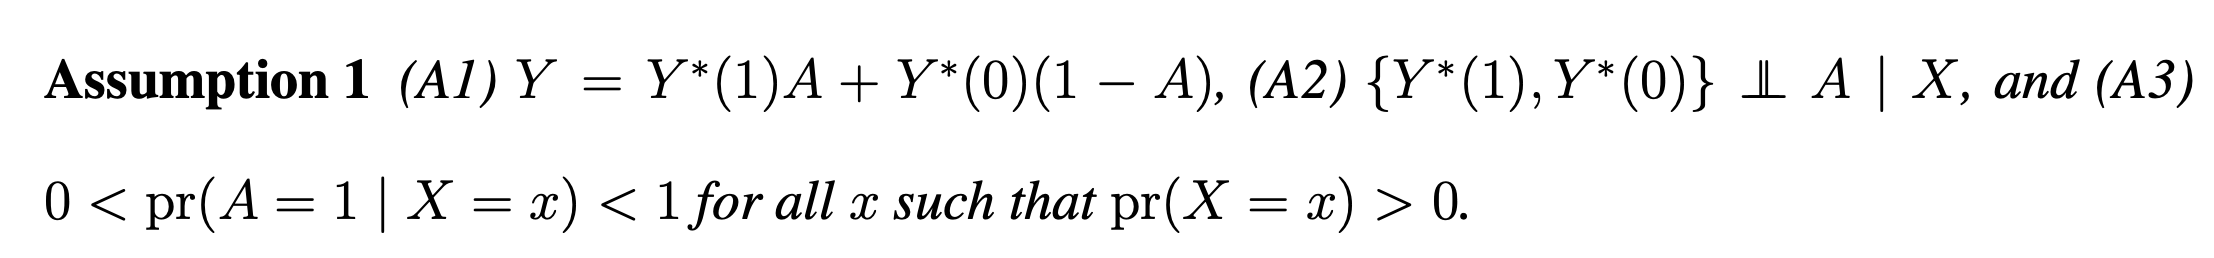 Assumption 1 (A1) Y = Y*(1)A + Y*(0)(1 − A), (A2) {Y*(1), Y*(0)} ⫫ A | X, and (A3)
0 < pr(A = 1 | X = x) < 1 for all x such that pr(X = x) > 0.